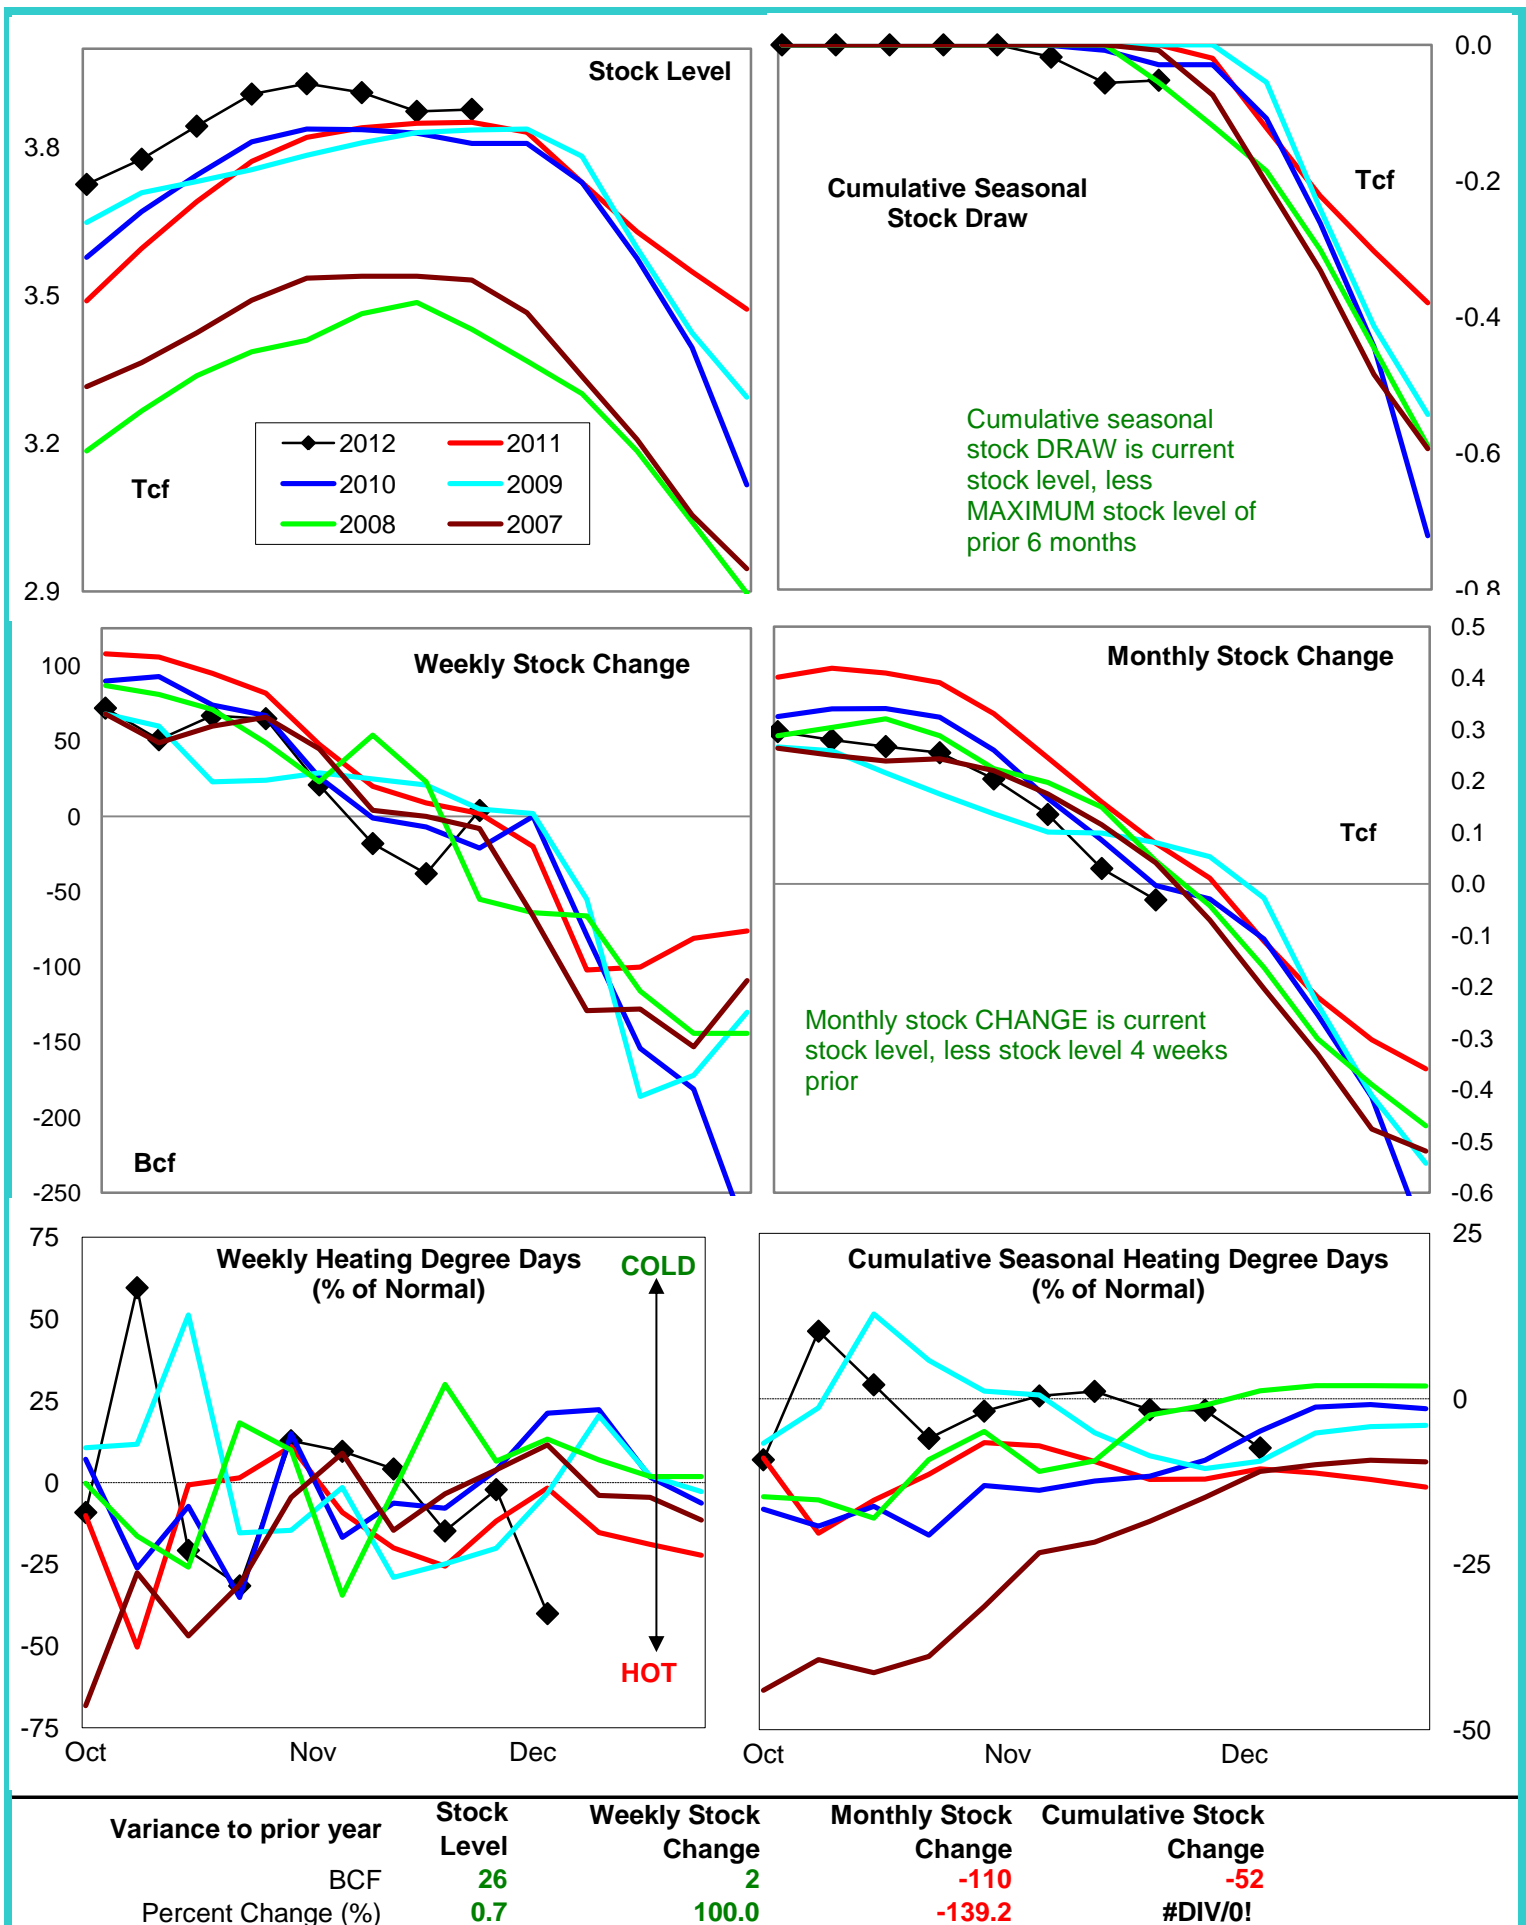 Stock Level
3.8
3.5
3.2
2.9
Tcf
2012
2011
2010
2009
2008
2007
Cumulative Seasonal
Stock Draw
Tcf
0.0
-0.2
-0.4
-0.6
-0.8
Cumulative seasonal
stock DRAW is current
stock level, less
MAXIMUM stock level of
prior 6 months
Weekly Stock Change
100
50
0
-50
-100
-150
-200
-250
Bcf
Monthly Stock Change
Tcf
0.5
0.4
0.3
0.2
0.1
0.0
-0.1
-0.2
-0.3
-0.4
-0.5
-0.6
Monthly stock CHANGE is current
stock level, less stock level 4 weeks
prior
Weekly Heating Degree Days
(% of Normal)
COLD
HOT
75
50
25
0
-25
-50
-75
Oct Nov Dec
Cumulative Seasonal Heating Degree Days
(% of Normal)
25
0
-25
-50
Oct Nov Dec
Variance to prior year Stock Level Weekly Stock Change Monthly Stock Change Cumulative Stock Change
BCF 26 2 -110 -52
Percent Change (%) 0.7 100.0 -139.2 #DIV/0!